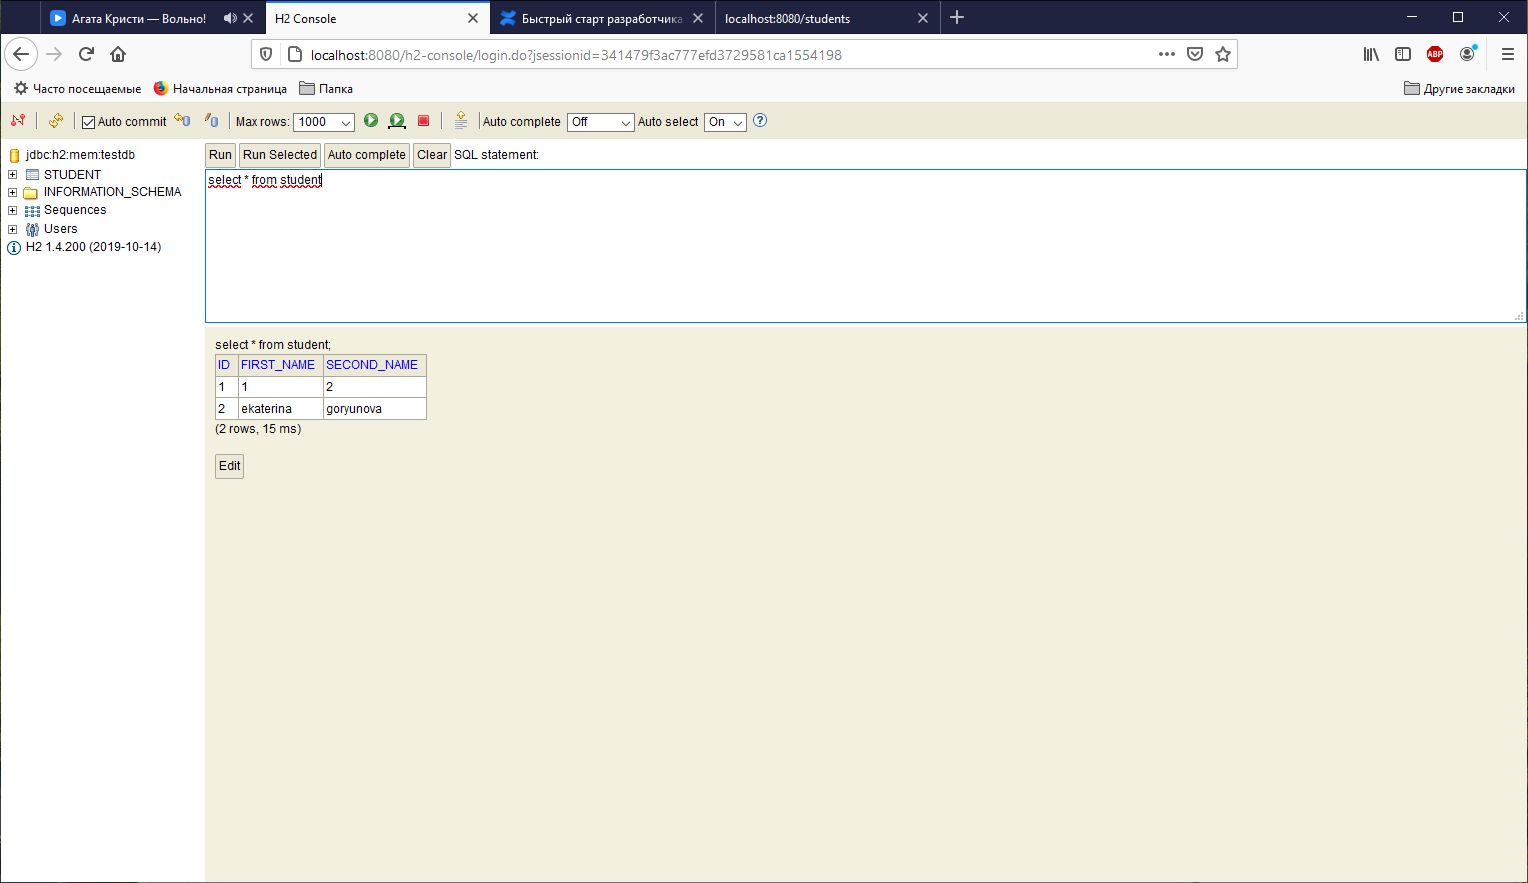 Агата Кристи — Вольно!
H2 Console
Быстрый старт разработчика
localhost:8080/students
localhost:8080/h2-console/login.do?jsessionid=341479f3ac777efd3729581ca1554198
ABP
Часто посещаемые
Начальная страница
Папка
Другие закладки
Auto commit
Max rows: 1000
Auto complete Off
Auto select On
jdbc:h2:mem:testdb
STUDENT
INFORMATION_SCHEMA
Sequences
Users
H2 1.4.200 (2019-10-14)
Run Run Selected Auto complete Clear SQL statement:
select * from student
select * from student;
ID FIRST_NAME SECOND_NAME
1 1 2
2 ekaterina goryunova
(2 rows, 15 ms)
Edit